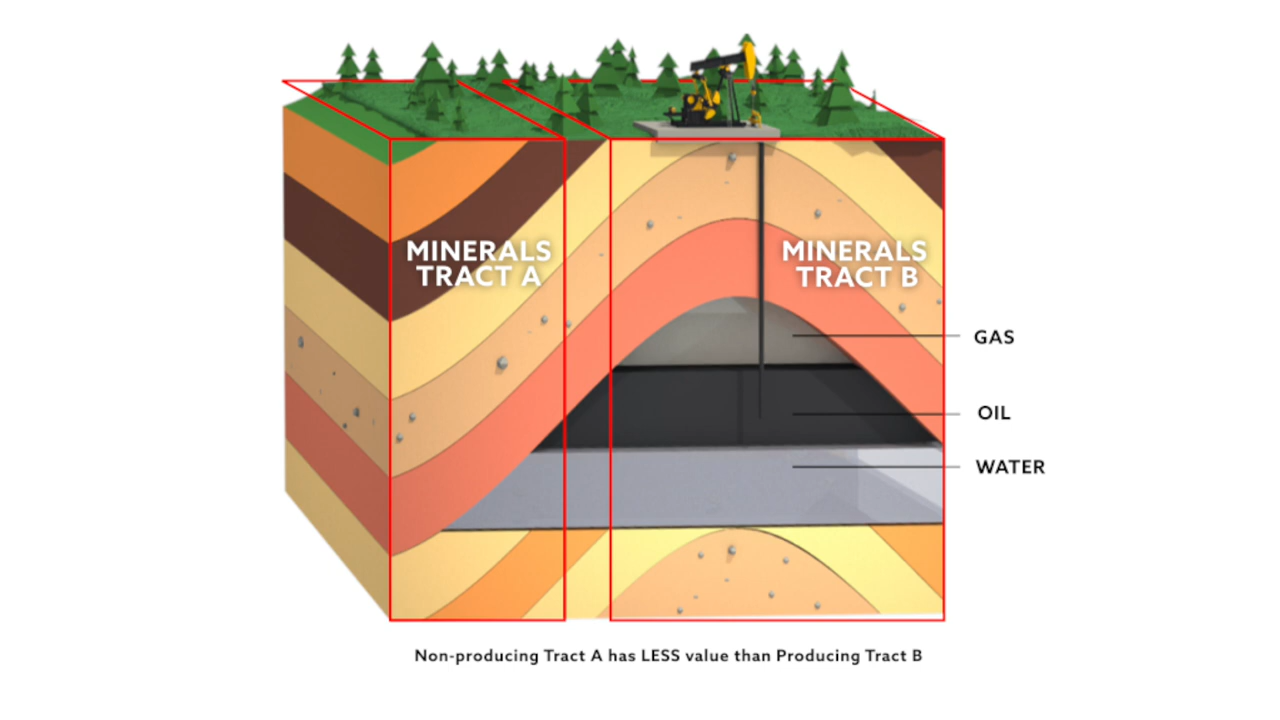 MINERALS
TRACT A
MINERALS
TRACT B
GAS
OIL
WATER
Non-producing Tract A has LESS value than Producing Tract B